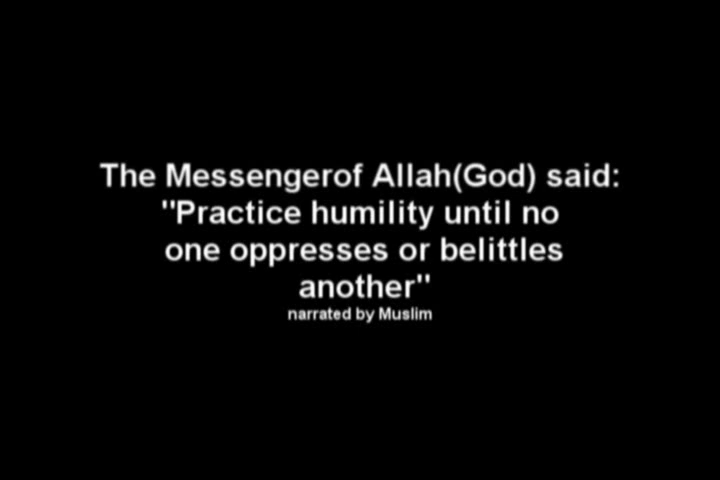 The Messengerof Allah(God) said:
"Practice humility until no
one oppresses or belittles
another"
narrated by Muslim